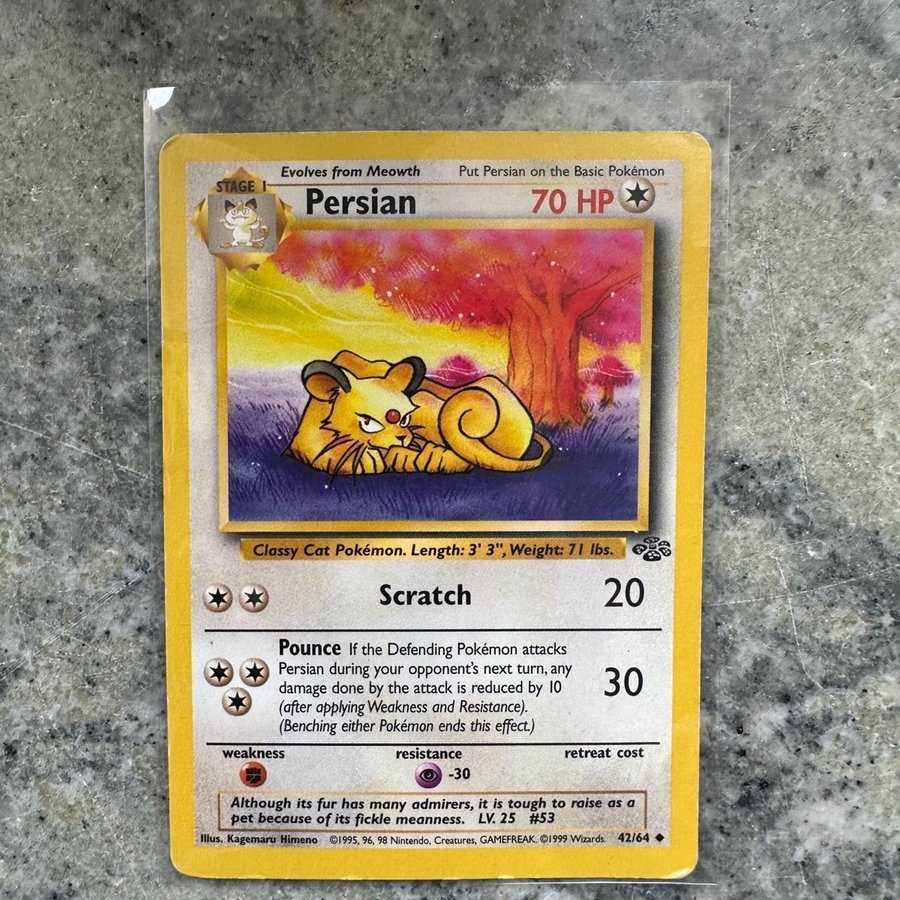 Evolves from Meowth Put Persian on the Basic Pokémon
STAGE 1
Persian 70 HP
Classy Cat Pokémon. Length: 3' 3", Weight: 71 lbs.
Scratch 20
Pounce If the Defending Pokémon attacks
Persian during your opponent's next turn, any
damage done by the attack is reduced by 10
(after applying Weakness and Resistance).
(Benching either Pokémon ends this effect.)
30
weakness resistance retreat cost
-30
Although its fur has many admirers, it is tough to raise as a
pet because of its fickle meanness. LV. 25 #53
Illus. Kagemaru Himeno ©1995, 96, 98 Nintendo, Creatures, GAMEFREAK. ©1999 Wizards. 42/64